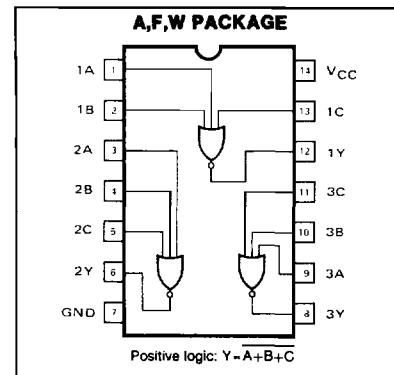 A,F,W PACKAGE
1A 1 14 VCC
1B 2 13 1C
2A 3 12 1Y
2B 4 11 3C
2C 5 10 3B
2Y 6 9 3A
GND 7 8 3Y
Positive logic: Y=A+B+C